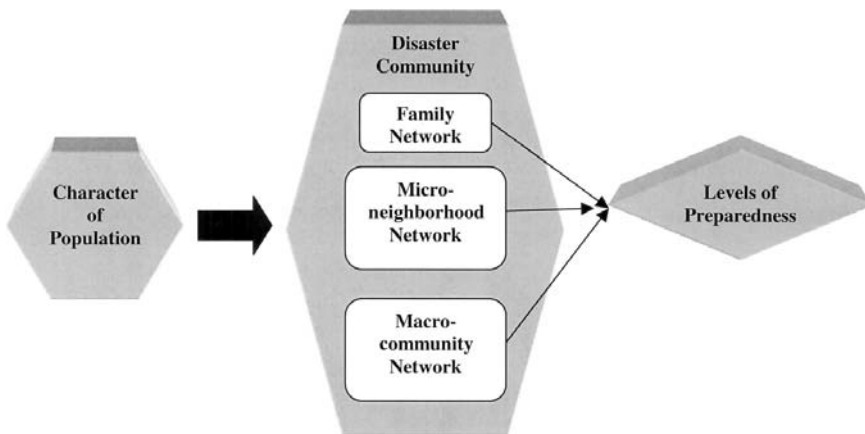 Character
of
Population
Disaster
Community
Family
Network
Micro-
neighborhood
Network
Macro-
community
Network
Levels of
Preparedness